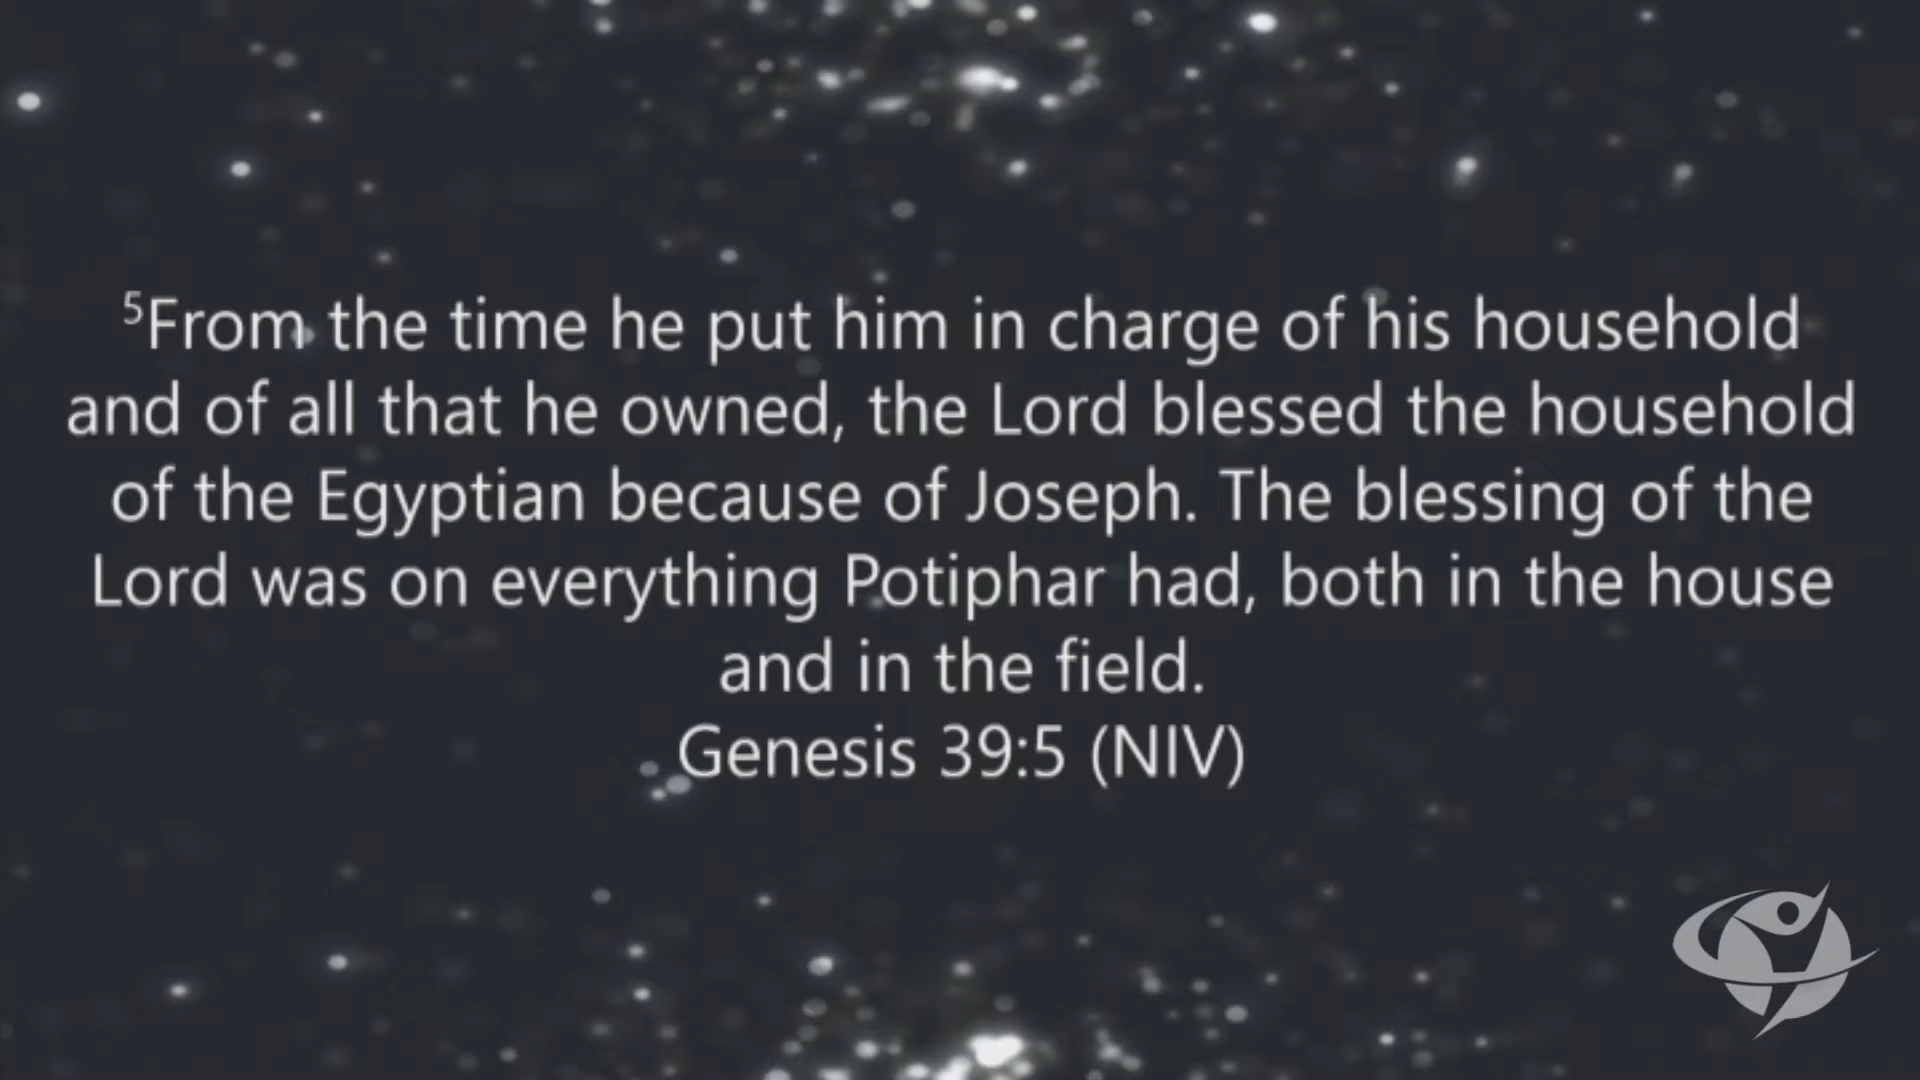 ⁵From the time he put him in charge of his household
and of all that he owned, the Lord blessed the household
of the Egyptian because of Joseph. The blessing of the
Lord was on everything Potiphar had, both in the house
and in the field.
Genesis 39:5 (NIV)